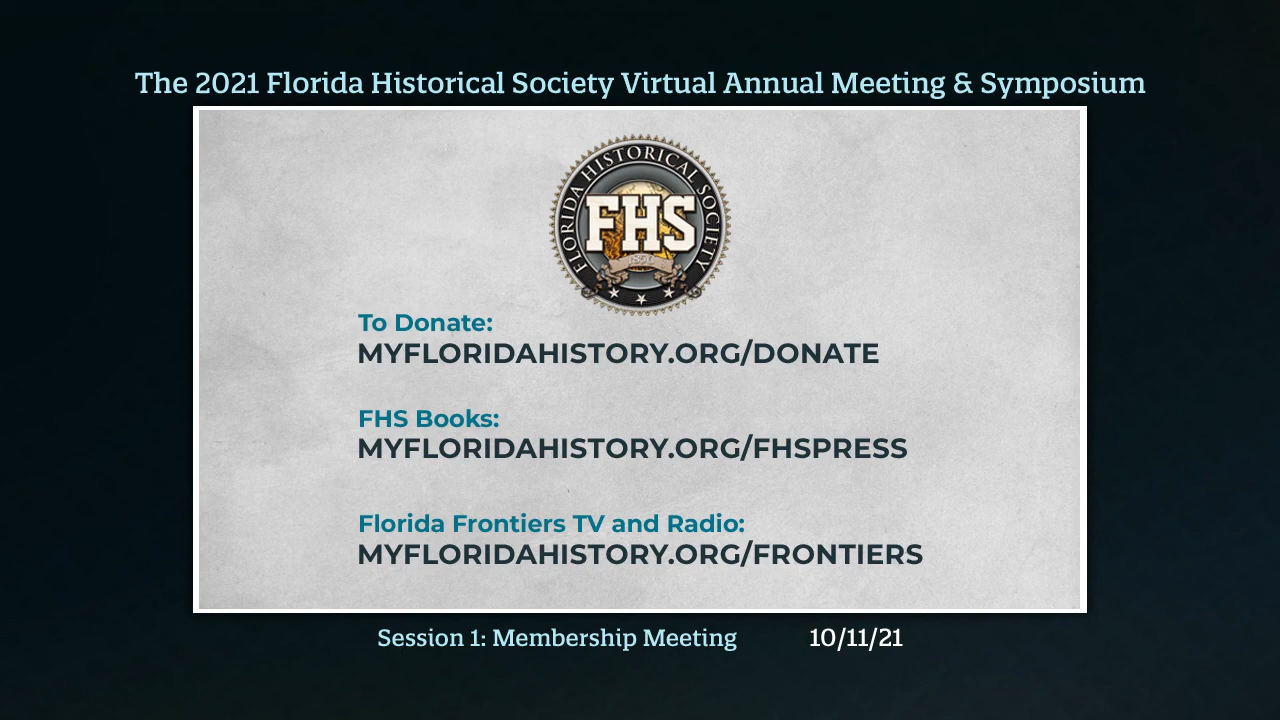 The 2021 Florida Historical Society Virtual Annual Meeting & Symposium
FLORIDA HISTORICAL SOCIETY
FHS
1856
To Donate:
MYFLORIDAHISTORY.ORG/DONATE
FHS Books:
MYFLORIDAHISTORY.ORG/FHSPRESS
Florida Frontiers TV and Radio:
MYFLORIDAHISTORY.ORG/FRONTIERS
Session 1: Membership Meeting 10/11/21